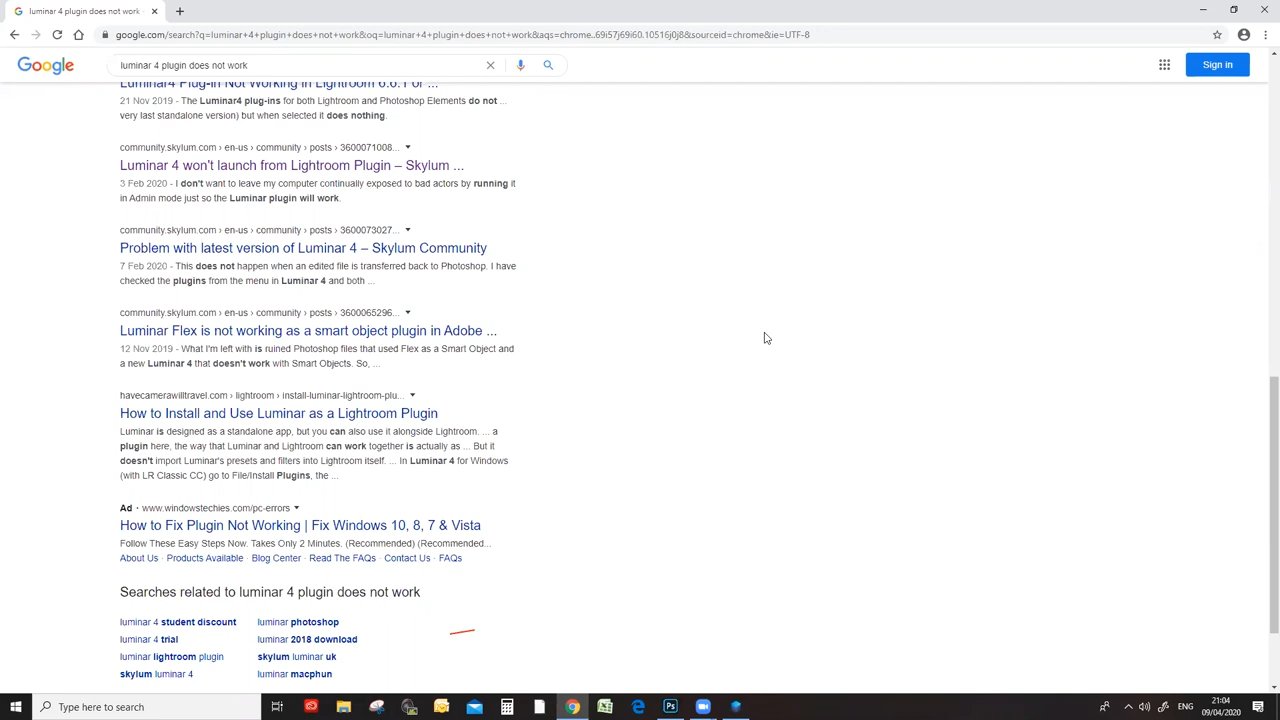 luminar 4 plugin does not work
google.com/search?q=luminar+4+plugin+does+not+work&oq=luminar+4+plugin+does+not+work&aqs=chrome..69i57j69i60.10516j0j8&sourceid=chrome&ie=UTF-8
Google
luminar 4 plugin does not work
Sign in
Luminar4 Plug-in Not Working in Lightroom 6.6.1 or ...
21 Nov 2019 - The Luminar4 plug-ins for both Lightroom and Photoshop Elements do not ...
very last standalone version) but when selected it does nothing.
community.skylum.com › en-us › community › posts › 3600071008...
Luminar 4 won't launch from Lightroom Plugin – Skylum ...
3 Feb 2020 - I don't want to leave my computer continually exposed to bad actors by running it
in Admin mode just so the Luminar plugin will work.
community.skylum.com › en-us › community › posts › 3600073027...
Problem with latest version of Luminar 4 – Skylum Community
7 Feb 2020 - This does not happen when an edited file is transferred back to Photoshop. I have
checked the plugins from the menu in Luminar 4 and both ...
community.skylum.com › en-us › community › posts › 3600065296...
Luminar Flex is not working as a smart object plugin in Adobe ...
12 Nov 2019 - What I'm left with is ruined Photoshop files that used Flex as a Smart Object and
a new Luminar 4 that doesn't work with Smart Objects. So, ...
havecamerawilltravel.com › lightroom › install-luminar-lightroom-plu...
How to Install and Use Luminar as a Lightroom Plugin
Luminar is designed as a standalone app, but you can also use it alongside Lightroom. ... a
plugin here, the way that Luminar and Lightroom can work together is actually as ... But it
doesn't import Luminar's presets and filters into Lightroom itself. ... In Luminar 4 for Windows
(with LR Classic CC) go to File/Install Plugins, the ...
Ad · www.windowstechies.com/pc-errors
How to Fix Plugin Not Working | Fix Windows 10, 8, 7 & Vista
Follow These Easy Steps Now. Takes Only 2 Minutes. (Recommended) (Recommended...
About Us · Products Available · Blog Center · Read The FAQs · Contact Us · FAQs
Searches related to luminar 4 plugin does not work
luminar 4 student discount
luminar photoshop
luminar 4 trial
luminar 2018 download
luminar lightroom plugin
skylum luminar uk
skylum luminar 4
luminar macphun
Type here to search
Ps
ENG
21:04
09/04/2020